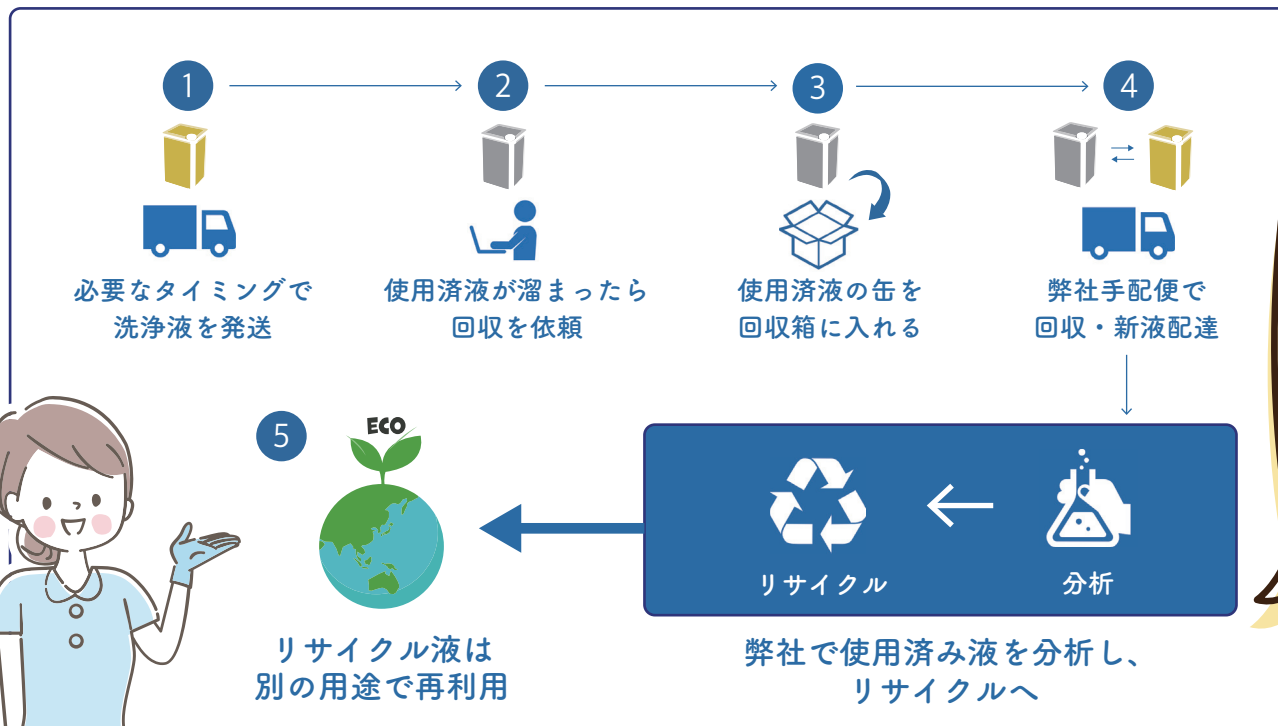 1
2
3
4
必要なタイミングで
洗浄液を発送
使用済液が溜まったら
回収を依頼
使用済液の缶を
回収箱に入れる
弊社手配便で
回収・新液配達
5
ECO
リサイクル
分析
リサイクル液は
別の用途で再利用
弊社で使用済み液を分析し、
リサイクルへ